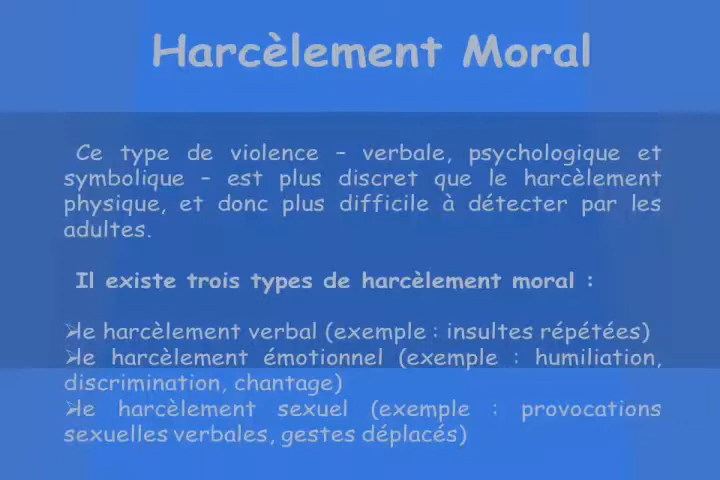 Harcèlement Moral
Ce type de violence – verbale, psychologique et
symbolique – est plus discret que le harcèlement
physique, et donc plus difficile à détecter par les
adultes.
Il existe trois types de harcèlement moral :
➢le harcèlement verbal (exemple : insultes répétées)
➢le harcèlement émotionnel (exemple : humiliation,
discrimination, chantage)
➢le harcèlement sexuel (exemple : provocations
sexuelles verbales, gestes déplacés)